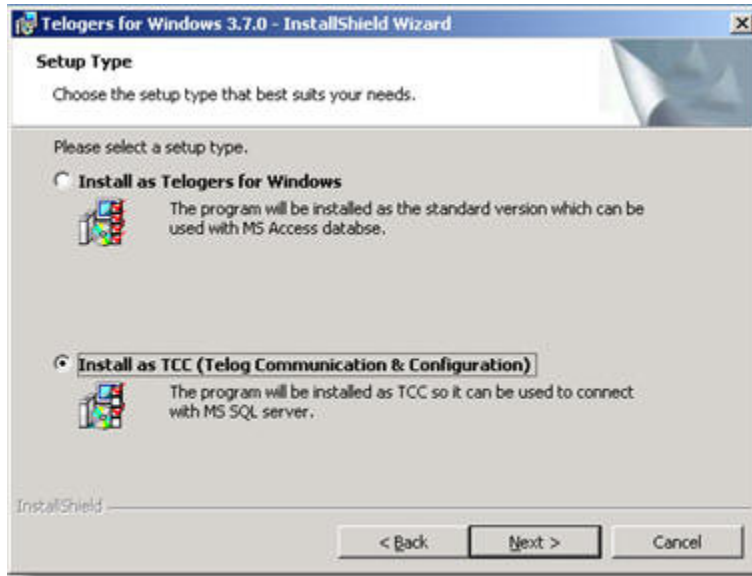 Telogers for Windows 3.7.0 - InstallShield Wizard
Setup Type
Choose the setup type that best suits your needs.
Please select a setup type.
Install as Telogers for Windows
The program will be installed as the standard version which can be
used with MS Access databse.
Install as TCC (Telog Communication & Configuration)
The program will be installed as TCC so it can be used to connect
with MS SQL server.
InstallShield
< Back Next > Cancel